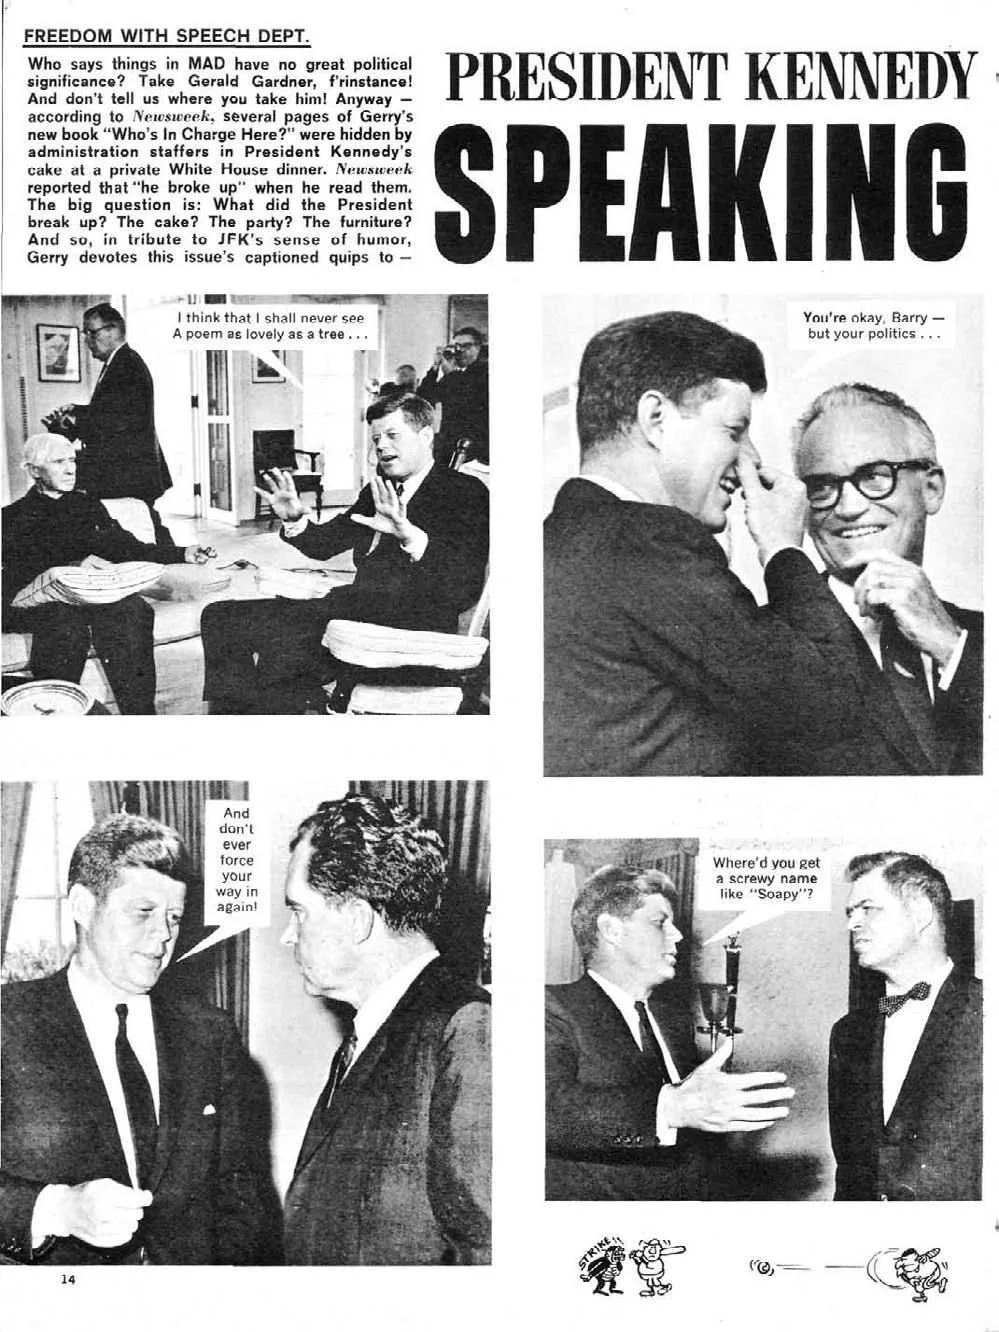 FREEDOM WITH SPEECH DEPT.
Who says things in MAD have no great political
significance? Take Gerald Gardner, f'rinstance!
And don't tell us where you take him! Anyway —
according to Newsweek, several pages of Gerry's
new book "Who's In Charge Here?" were hidden by
administration staffers in President Kennedy's
cake at a private White House dinner. Newsweek
reported that "he broke up" when he read them.
The big question is: What did the President
break up? The cake? The party? The furniture?
And so, in tribute to JFK's sense of humor,
Gerry devotes this issue's captioned quips to —
PRESIDENT KENNEDY
SPEAKING
I think that I shall never see
A poem as lovely as a tree . . .
You're okay, Barry —
but your politics . . .
And
don't
ever
force
your
way in
again!
Where'd you get
a screwy name
like "Soapy"?
STRIKE!!
14